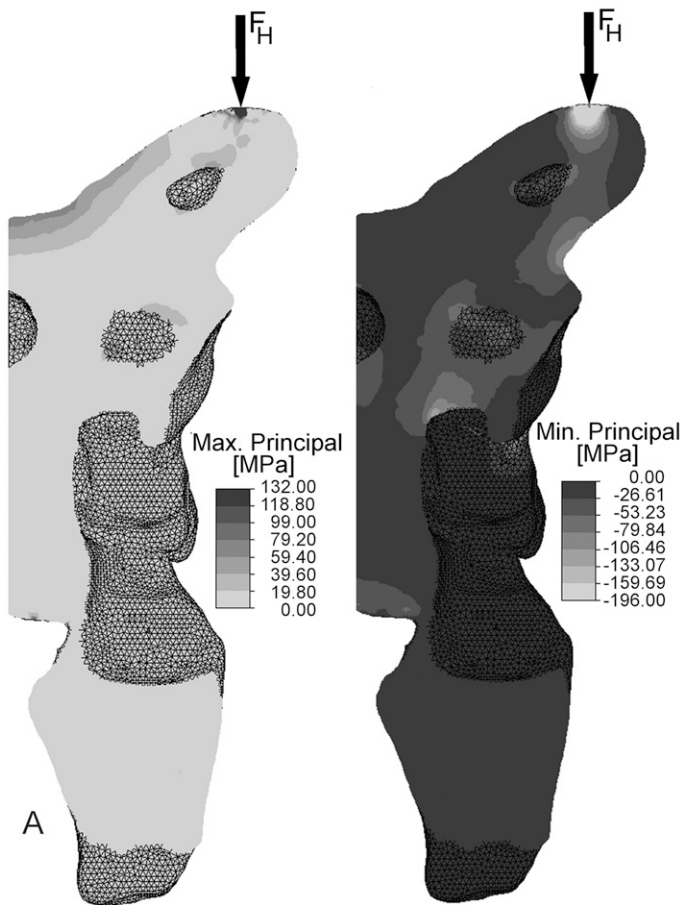 FH
FH
Max. Principal
[MPa]
132.00
118.80
99.00
79.20
59.40
39.60
19.80
0.00
Min. Principal
[MPa]
0.00
-26.61
-53.23
-79.84
-106.46
-133.07
-159.69
-196.00
A